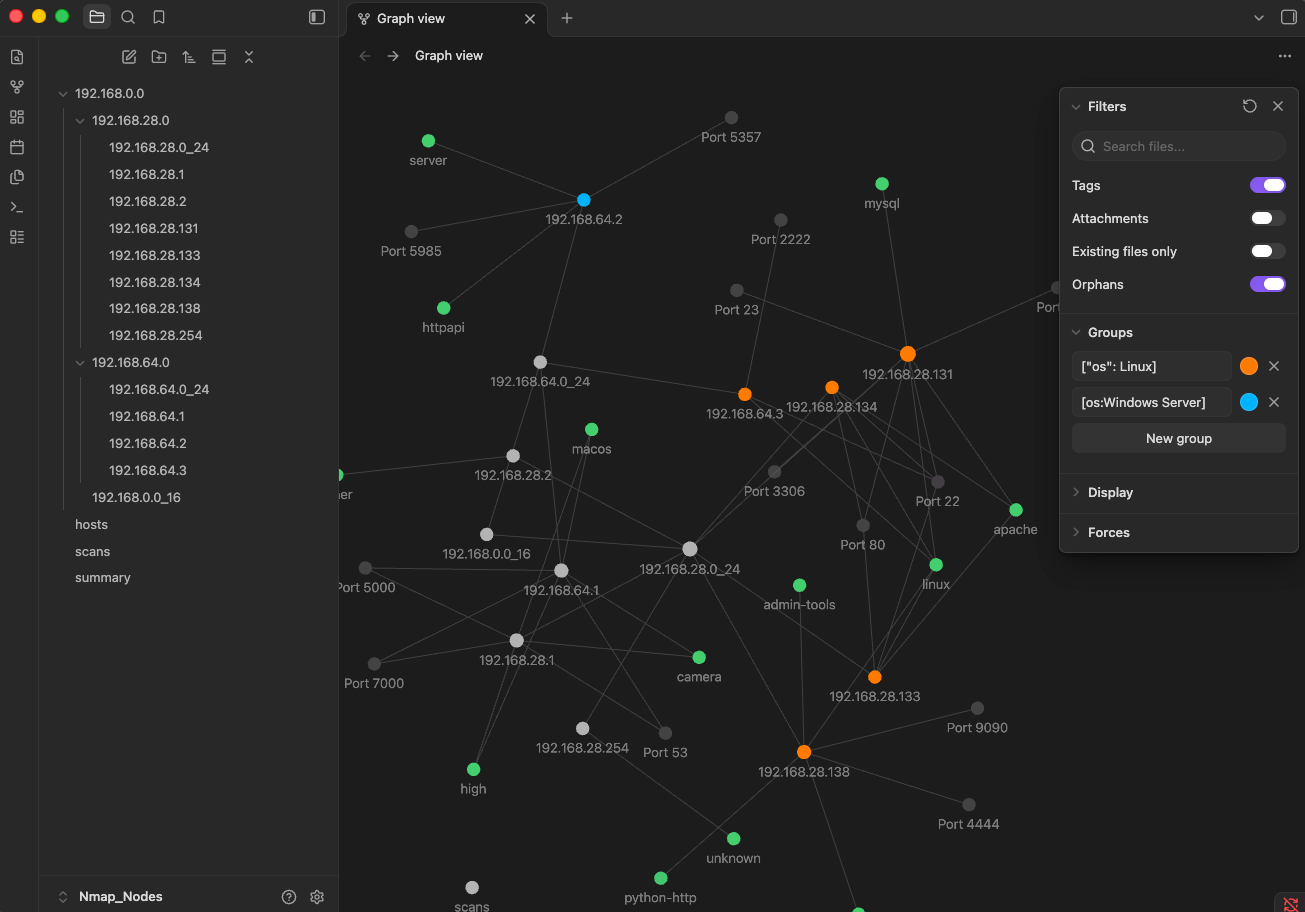 Graph view
Graph view
192.168.0.0
192.168.28.0
192.168.28.0_24
192.168.28.1
192.168.28.2
192.168.28.131
192.168.28.133
192.168.28.134
192.168.28.138
192.168.28.254
192.168.64.0
192.168.64.0_24
192.168.64.1
192.168.64.2
192.168.64.3
192.168.0.0_16
hosts
scans
summary
Nmap_Nodes
Port 5357
server
mysql
192.168.64.2
Port 2222
Port 5985
Port 23
Port
httpapi
192.168.28.131
192.168.64.0_24
192.168.28.134
192.168.64.3
macos
192.168.28.2
Port 3306
er
Port 22
apache
Port 80
192.168.0.0_16
192.168.28.0_24
linux
Port 5000
192.168.64.1
admin-tools
192.168.28.1
camera
Port 7000
192.168.28.133
Port 9090
192.168.28.254
Port 53
192.168.28.138
high
Port 4444
unknown
python-http
scans
Filters
Search files...
Tags
Attachments
Existing files only
Orphans
Groups
["os": Linux]
[os:Windows Server]
New group
Display
Forces